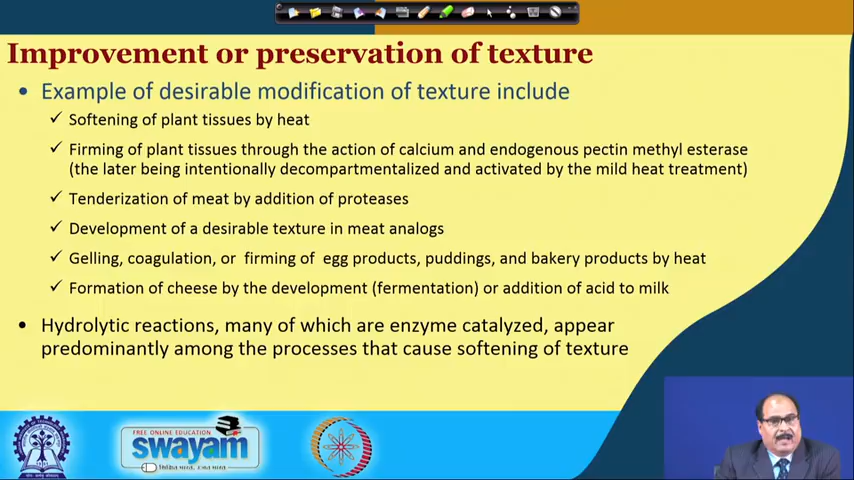 Improvement or preservation of texture
• Example of desirable modification of texture include
✓ Softening of plant tissues by heat
✓ Firming of plant tissues through the action of calcium and endogenous pectin methyl esterase
(the later being intentionally decompartmentalized and activated by the mild heat treatment)
✓ Tenderization of meat by addition of proteases
✓ Development of a desirable texture in meat analogs
✓ Gelling, coagulation, or firming of egg products, puddings, and bakery products by heat
✓ Formation of cheese by the development (fermentation) or addition of acid to milk
• Hydrolytic reactions, many of which are enzyme catalyzed, appear
predominantly among the processes that cause softening of texture
FREE ONLINE EDUCATION
swayam